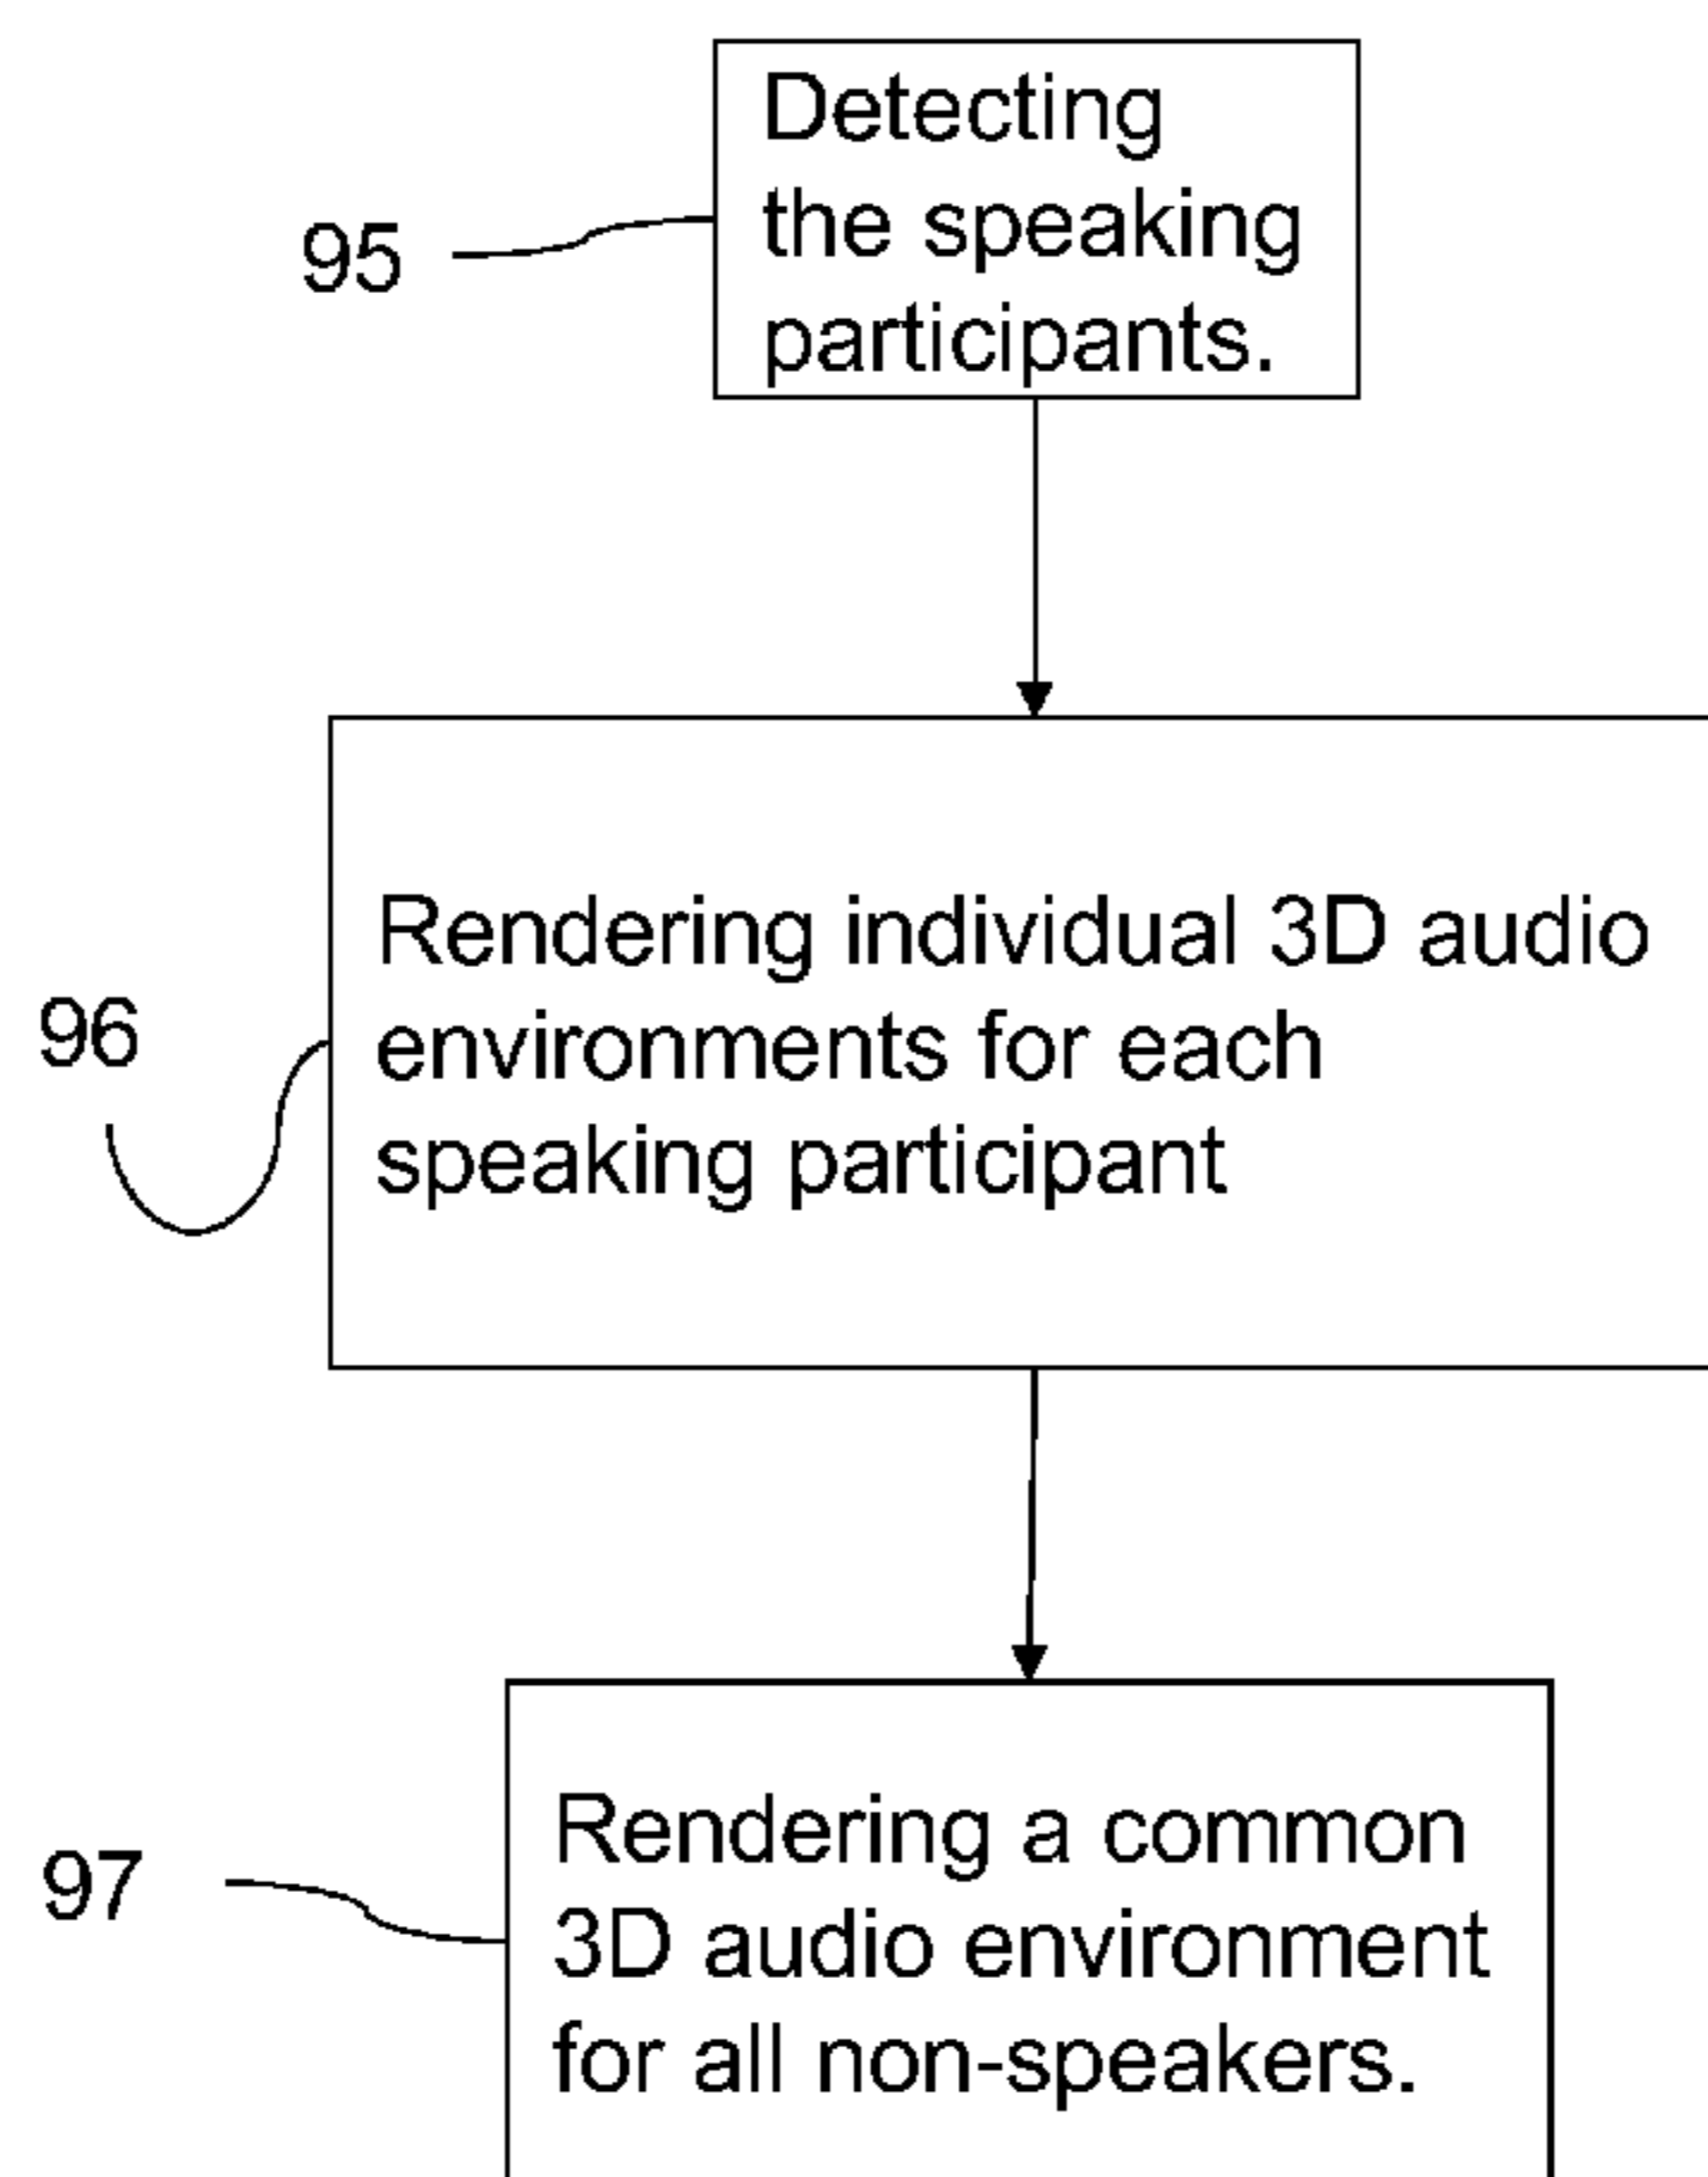 Detecting
the speaking
participants.
95
Rendering individual 3D audio
environments for each
speaking participant
96
Rendering a common
3D audio environment
for all non-speakers.
97